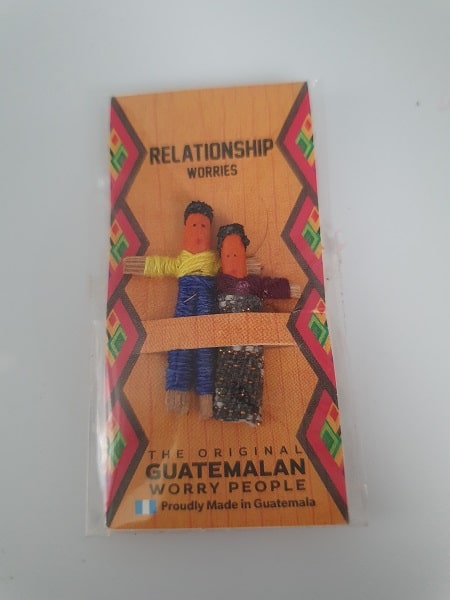 RELATIONSHIP
WORRIES
THE ORIGINAL
GUATEMALAN
WORRY PEOPLE
Proudly Made in Guatemala